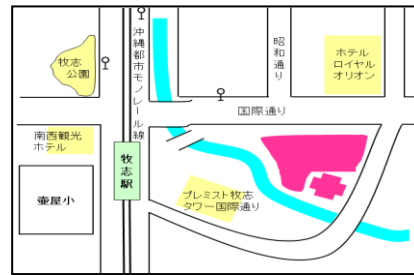 牧志
公園
沖縄都市モノレール線
昭和通り
ホテル
ロイヤル
オリオン
国際通り
南西観光
ホテル
牧志駅
壺屋小
プレミスト牧志
タワー国際通り